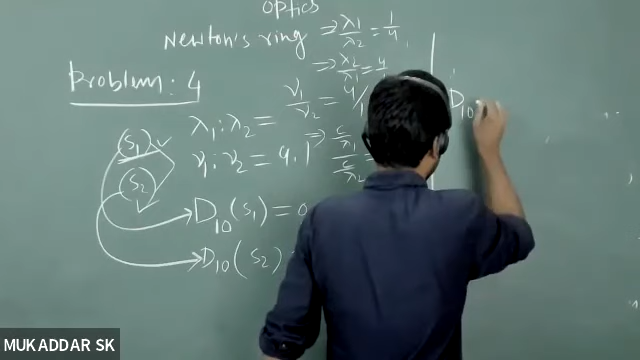 optics
Newton's ring ⇒ λ1/λ2 = 1/4
⇒ λ2/λ1 = 4
Problem: 4
ν1/ν2 = 4/1
λ1 : λ2 =
S1
ν1 : ν2 = 4:1 ⇒ c/λ1 / c/λ2 =
S2
D10(S1) = 0
D10(S2)
D10
MUKADDAR SK